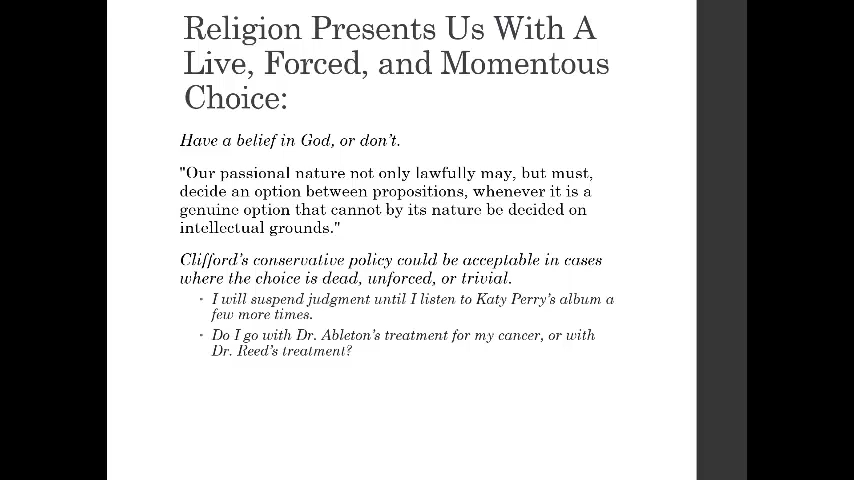 Religion Presents Us With A
Live, Forced, and Momentous
Choice:
Have a belief in God, or don't.
"Our passional nature not only lawfully may, but must,
decide an option between propositions, whenever it is a
genuine option that cannot by its nature be decided on
intellectual grounds."
Clifford's conservative policy could be acceptable in cases
where the choice is dead, unforced, or trivial.
• I will suspend judgment until I listen to Katy Perry's album a
few more times.
• Do I go with Dr. Ableton's treatment for my cancer, or with
Dr. Reed's treatment?